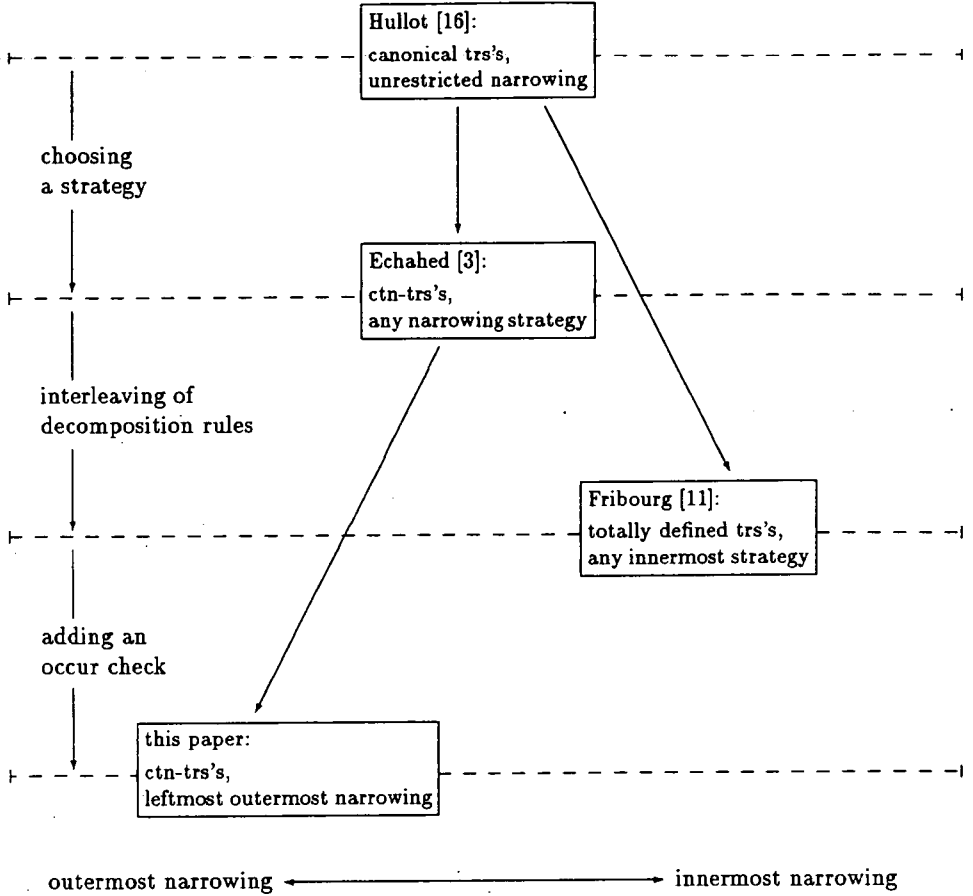 Hullot [16]:
canonical trs's,
unrestricted narrowing
choosing
a strategy
Echahed [3]:
ctn-trs's,
any narrowing strategy
interleaving of
decomposition rules
Fribourg [11]:
totally defined trs's,
any innermost strategy
adding an
occur check
this paper:
ctn-trs's,
leftmost outermost narrowing
outermost narrowing
innermost narrowing